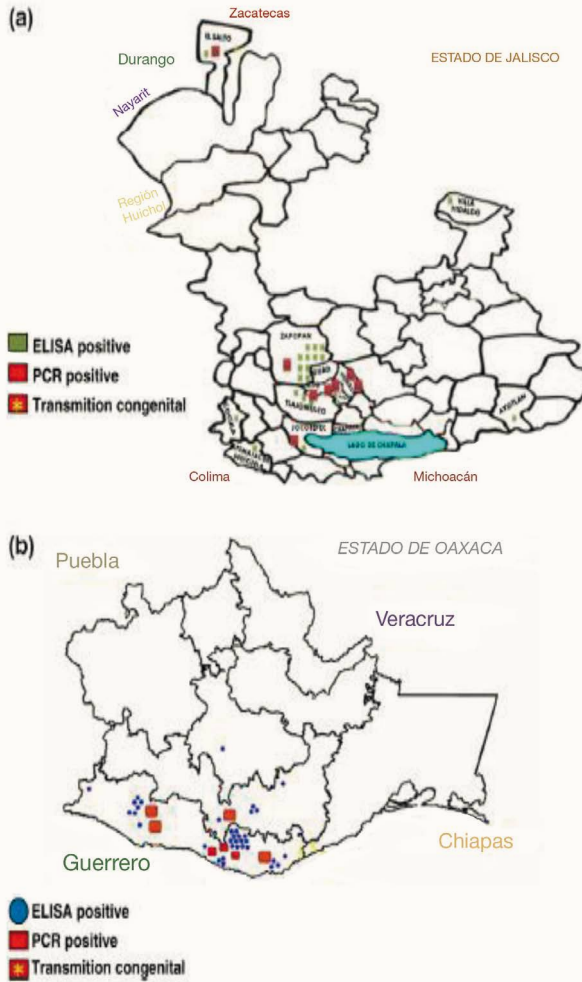 (a)
Zacatecas
EL SALTO
Durango
ESTADO DE JALISCO
Nayarit
Región
Huichol
VILLA
HIDALGO
ZAPOPAN
ELISA positive
PCR positive
Transmition congenital
TLAJOMULCO
AYOTLAN
JOCOTEPEC
LAGO DE CHAPALA
Colima
Michoacán
(b)
ESTADO DE OAXACA
Puebla
Veracruz
Chiapas
Guerrero
ELISA positive
PCR positive
Transmition congenital